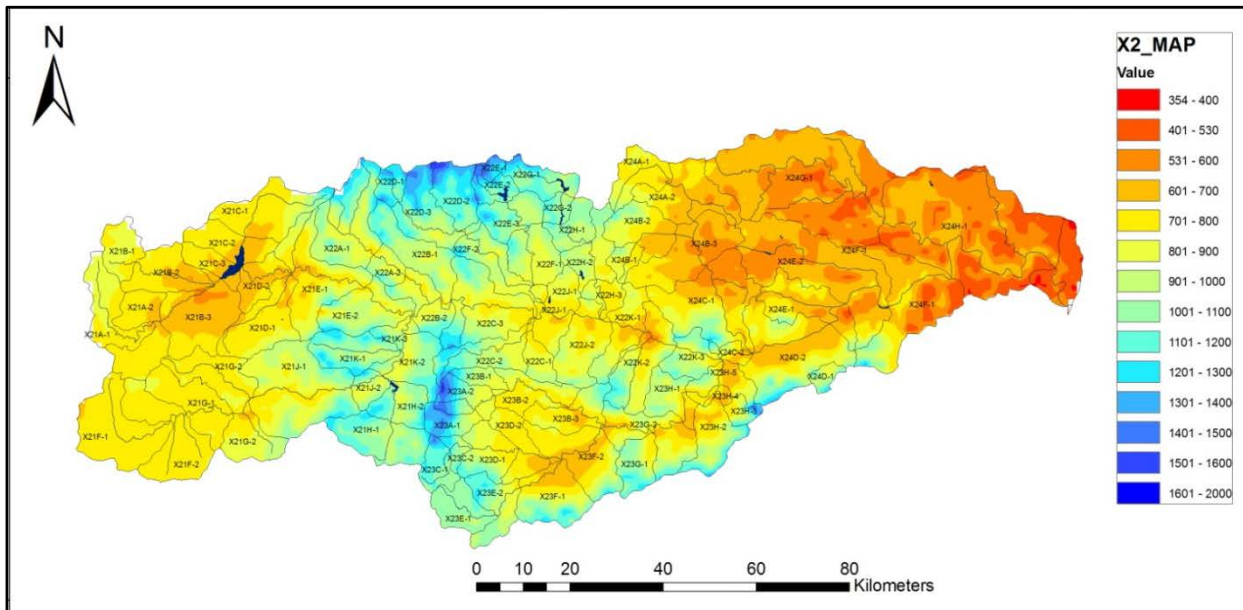 N
X2_MAP
Value
354 - 400
401 - 530
531 - 600
601 - 700
701 - 800
801 - 900
901 - 1000
1001 - 1100
1101 - 1200
1201 - 1300
1301 - 1400
1401 - 1500
1501 - 1600
1601 - 2000
X24A-1
X22E-1
X22G-1
X22D-1
X22E-2
X24G-1
X24A-2
X22D-2
X21C-1
X22D-3
X22G-2
X24B-2
X22E-3
X22H-1
X24H-1
X21C-2
X24B-3
X22A-1
X22F-2
X21B-1
X22B-1
X24F-1
X24B-1
X24E-2
X21C-3
X22F-1
X22H-2
X21B-2
X22A-2
X21D-2
X21E-1
X22J-1
X22H-3
X24C-1
X24F-1
X21A-2
X24E-1
X21B-3
X21E-2
X22B-2
X22J-1
X22K-1
X22C-3
X21A-1
X21D-1
X21K-3
X22J-2
X24C-2
X21K-1
X21K-2
X22C-2
X22C-1
X22K-2
X22K-3
X24D-2
X21G-2
X21J-1
X23B-1
X23H-5
X24D-1
X21J-2
X23A-2
X23H-1
X23H-4
X21G-1
X21H-2
X23B-2
X23H-3
X23B-3
X23A-1
X23D-2
X23G-2
X23H-2
X21H-1
X21F-1
X21G-2
X23C-2
X23D-1
X23F-2
X21F-2
X23C-1
X23G-1
X23E-2
X23F-1
X23E-1
0 5 10 20 40 60 80
Kilometers